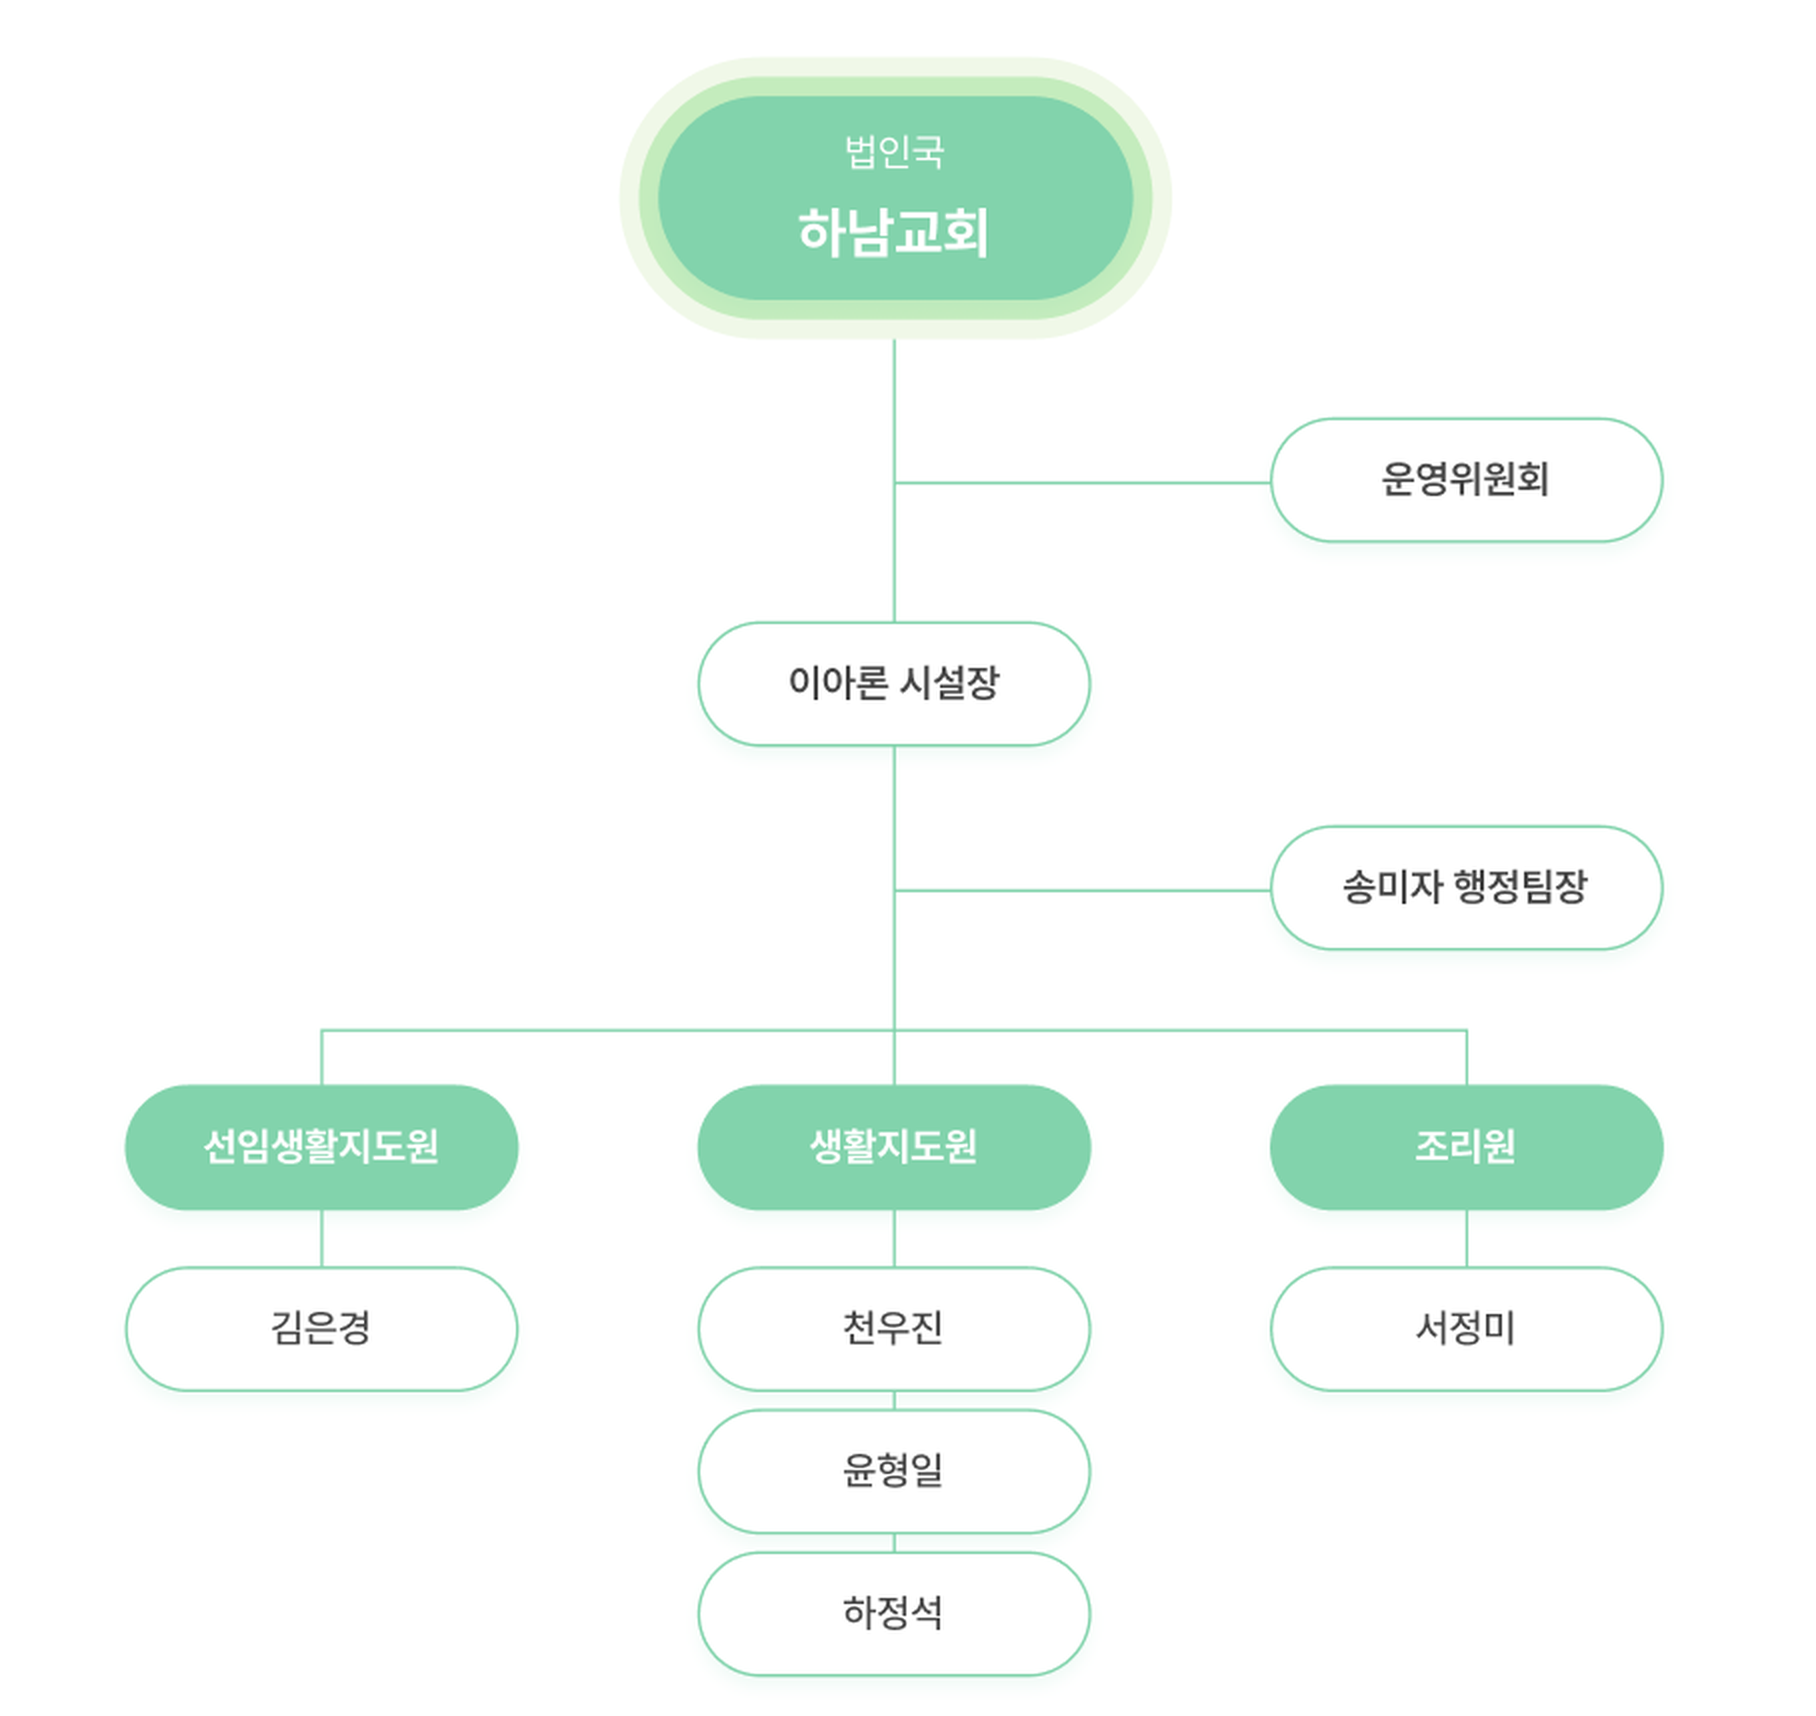 법인국
하남교회
운영위원회
이아론 시설장
송미자 행정팀장
선임생활지도원
생활지도원
조리원
김은경
천우진
서정미
윤형일
하정석